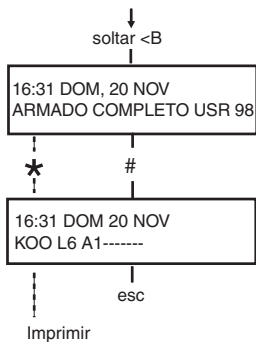 soltar <B
16:31 DOM, 20 NOV
ARMADO COMPLETO USR 98
* #
16:31 DOM 20 NOV
KOO L6 A1-------
esc
Imprimir